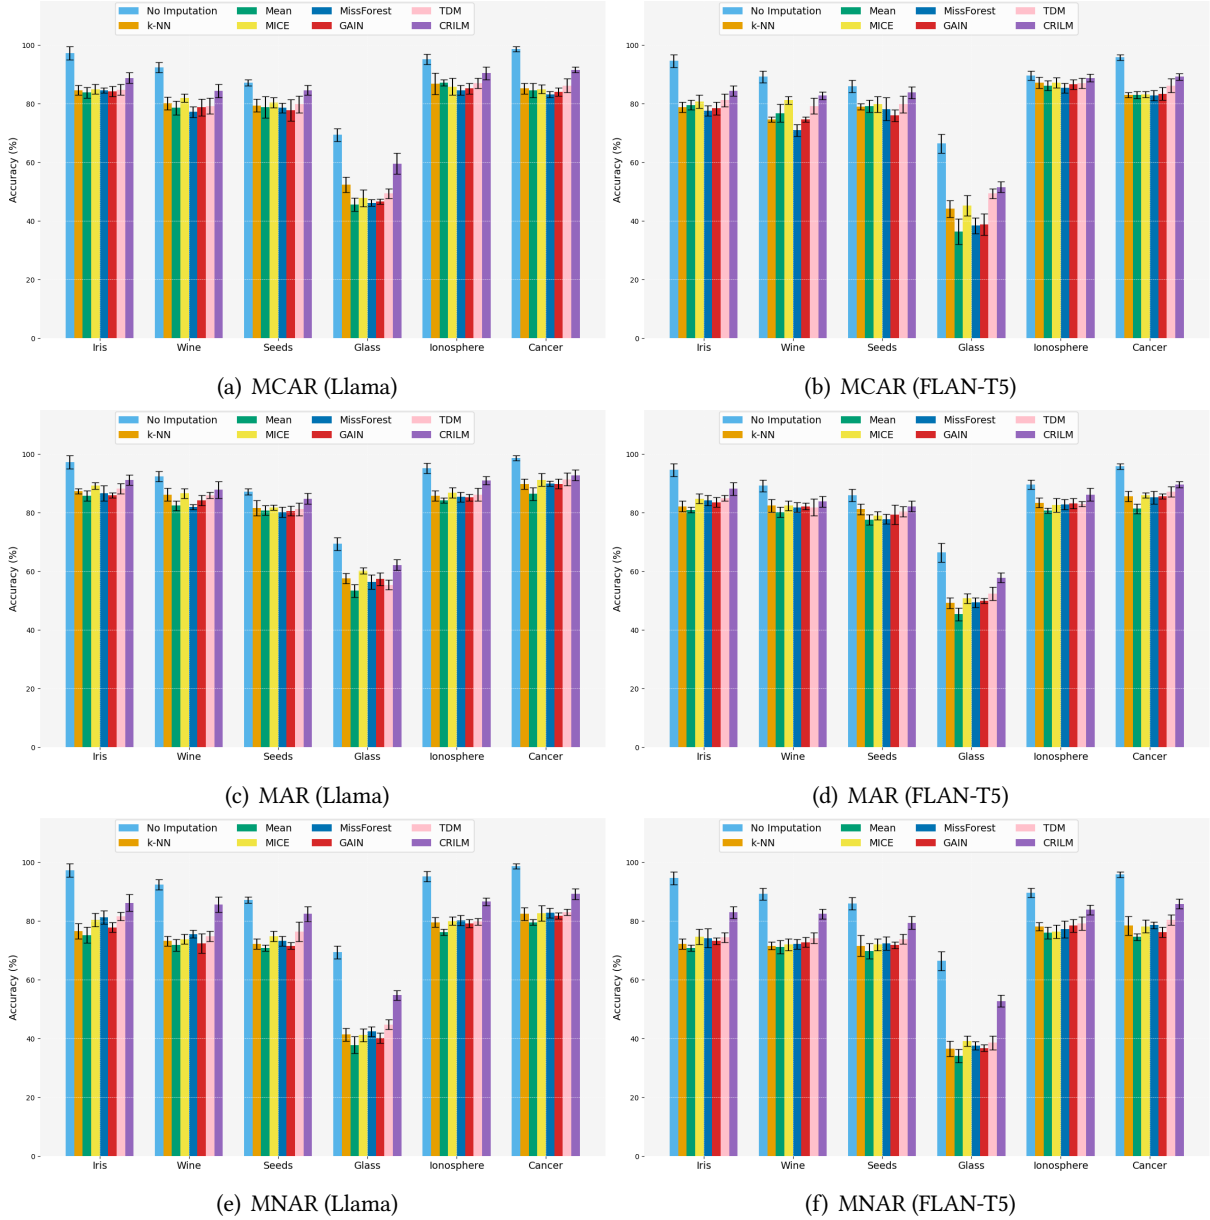 No Imputation Mean MissForest TDM
k-NN MICE GAIN CRILM
Accuracy (%)
100
80
60
40
20
0
Iris Wine Seeds Glass Ionosphere Cancer
(a) MCAR (Llama)
No Imputation Mean MissForest TDM
k-NN MICE GAIN CRILM
Accuracy (%)
100
80
60
40
20
0
Iris Wine Seeds Glass Ionosphere Cancer
(b) MCAR (FLAN-T5)
No Imputation Mean MissForest TDM
k-NN MICE GAIN CRILM
Accuracy (%)
100
80
60
40
20
0
Iris Wine Seeds Glass Ionosphere Cancer
(c) MAR (Llama)
No Imputation Mean MissForest TDM
k-NN MICE GAIN CRILM
Accuracy (%)
100
80
60
40
20
0
Iris Wine Seeds Glass Ionosphere Cancer
(d) MAR (FLAN-T5)
No Imputation Mean MissForest TDM
k-NN MICE GAIN CRILM
Accuracy (%)
100
80
60
40
20
0
Iris Wine Seeds Glass Ionosphere Cancer
(e) MNAR (Llama)
No Imputation Mean MissForest TDM
k-NN MICE GAIN CRILM
Accuracy (%)
100
80
60
40
20
0
Iris Wine Seeds Glass Ionosphere Cancer
(f) MNAR (FLAN-T5)